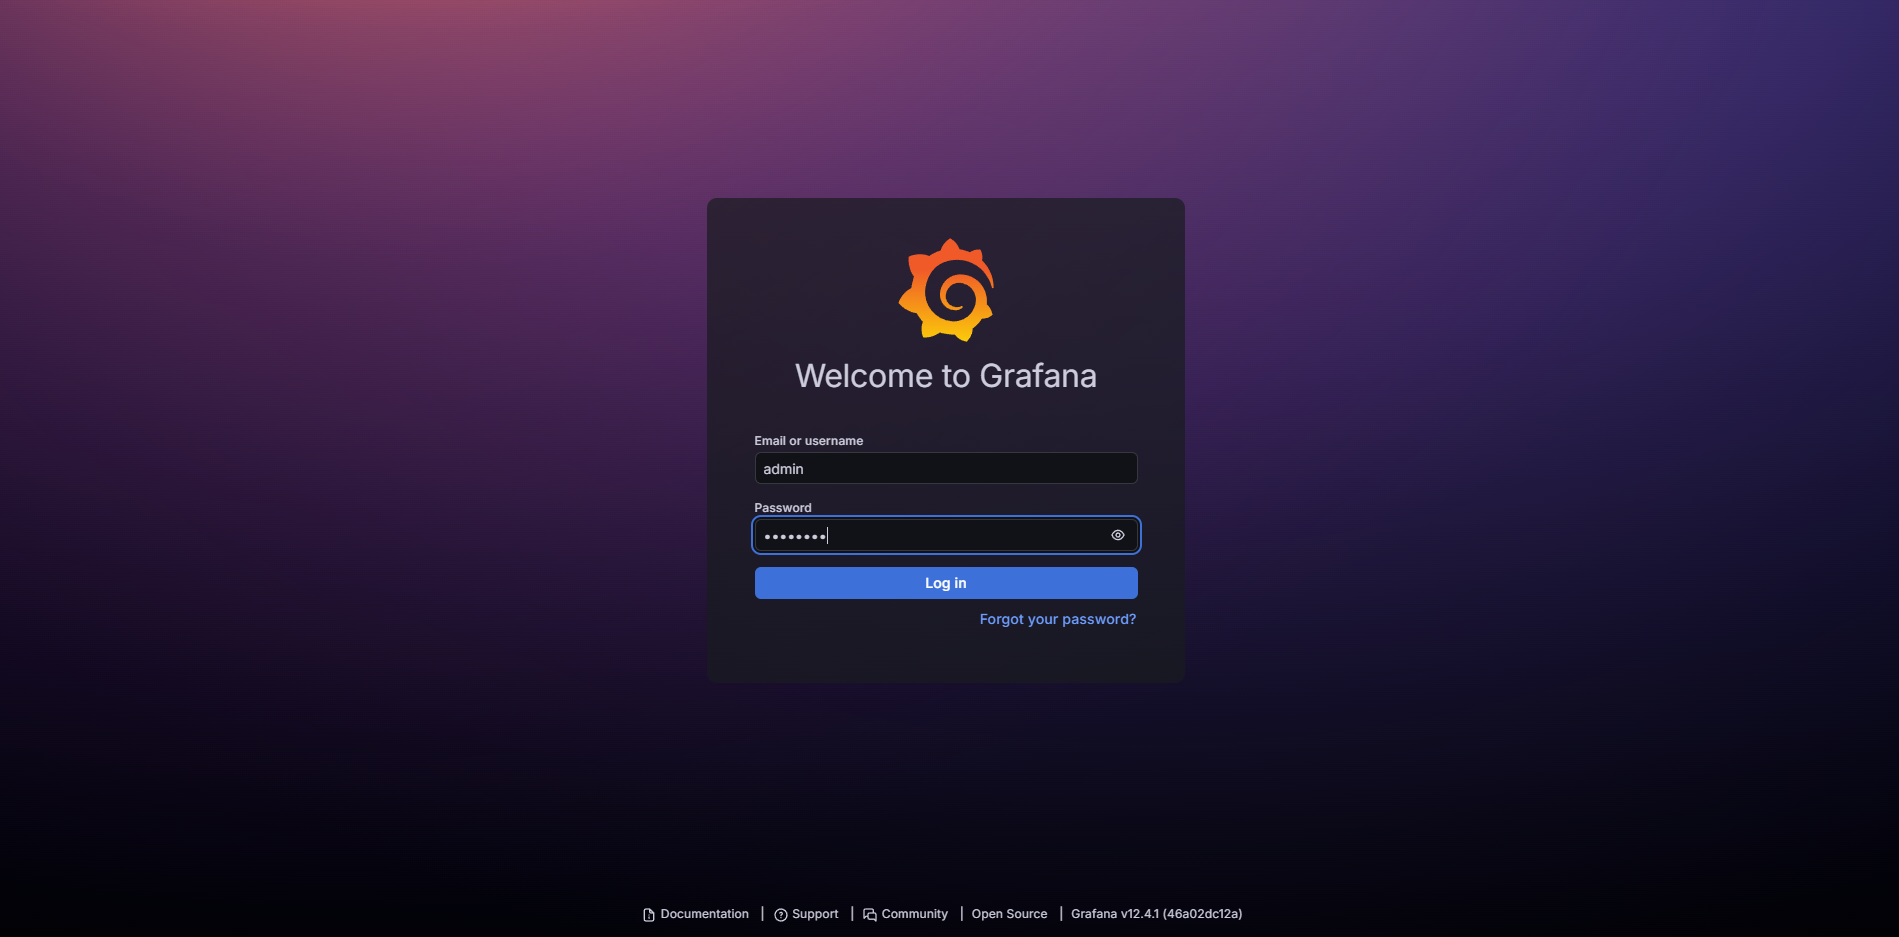 Welcome to Grafana
Email or username
admin
Password
••••••••
Log in
Forgot your password?
Documentation | Support | Community | Open Source | Grafana v12.4.1 (46a02dc12a)